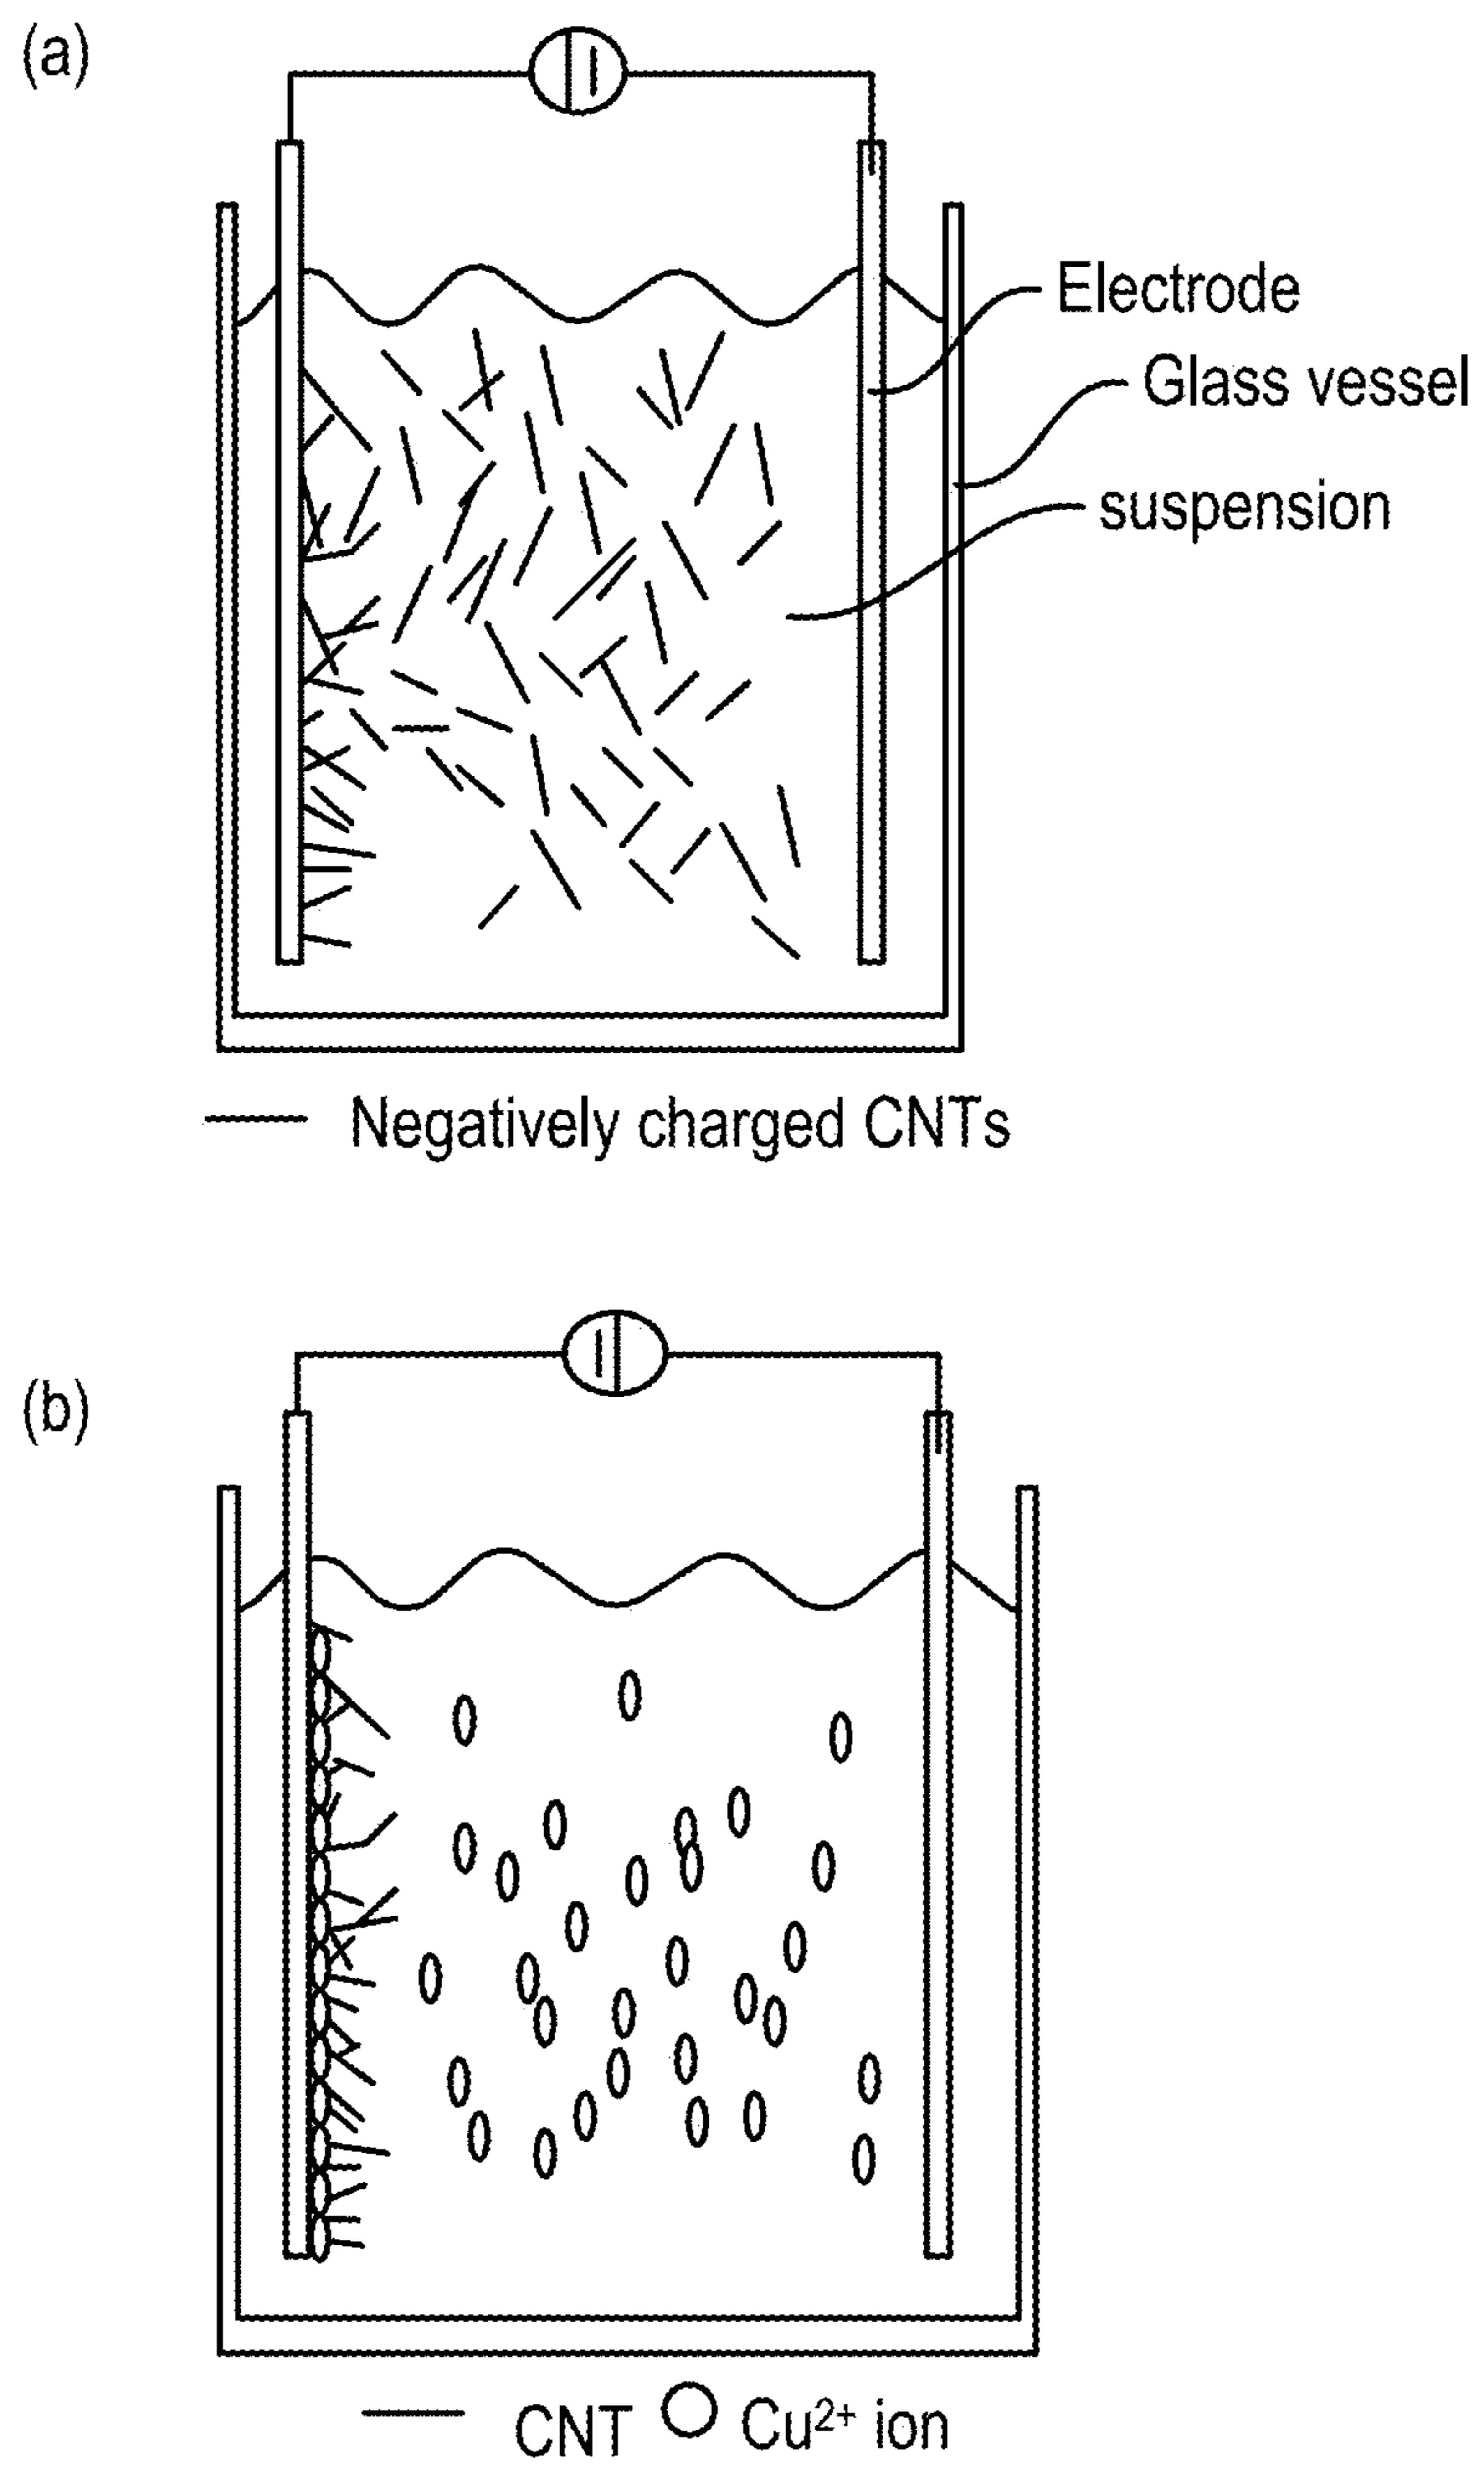 (a)
Electrode
Glass vessel
suspension
Negatively charged CNTs
(b)
CNT Cu²⁺ ion